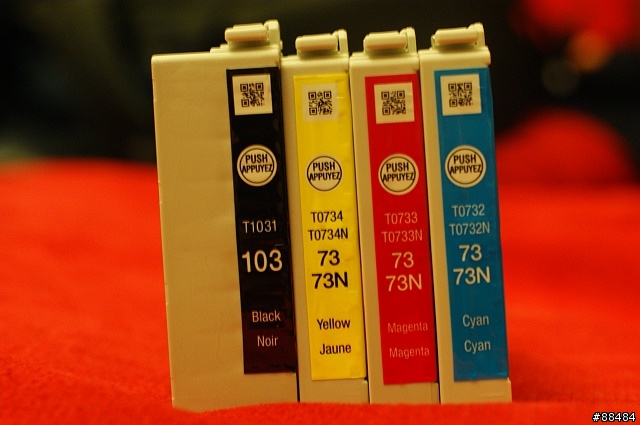 PUSH
APPUYEZ
T1031
103
Black
Noir
PUSH
APPUYEZ
T0734
T0734N
73
73N
Yellow
Jaune
PUSH
APPUYEZ
T0733
T0733N
73
73N
Magenta
Magenta
PUSH
APPUYEZ
T0732
T0732N
73
73N
Cyan
Cyan
#88484